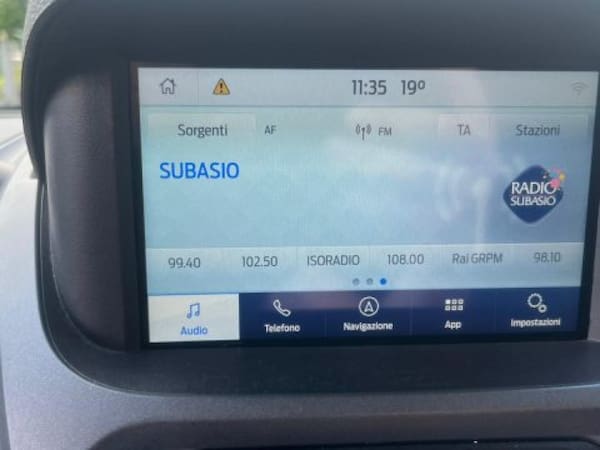 11:35 19°
Sorgenti AF FM TA Stazioni
SUBASIO
RADIO
SUBASIO
99.40 102.50 ISORADIO 108.00 Rai GRPM 98.10
Audio Telefono Navigazione App Impostazioni